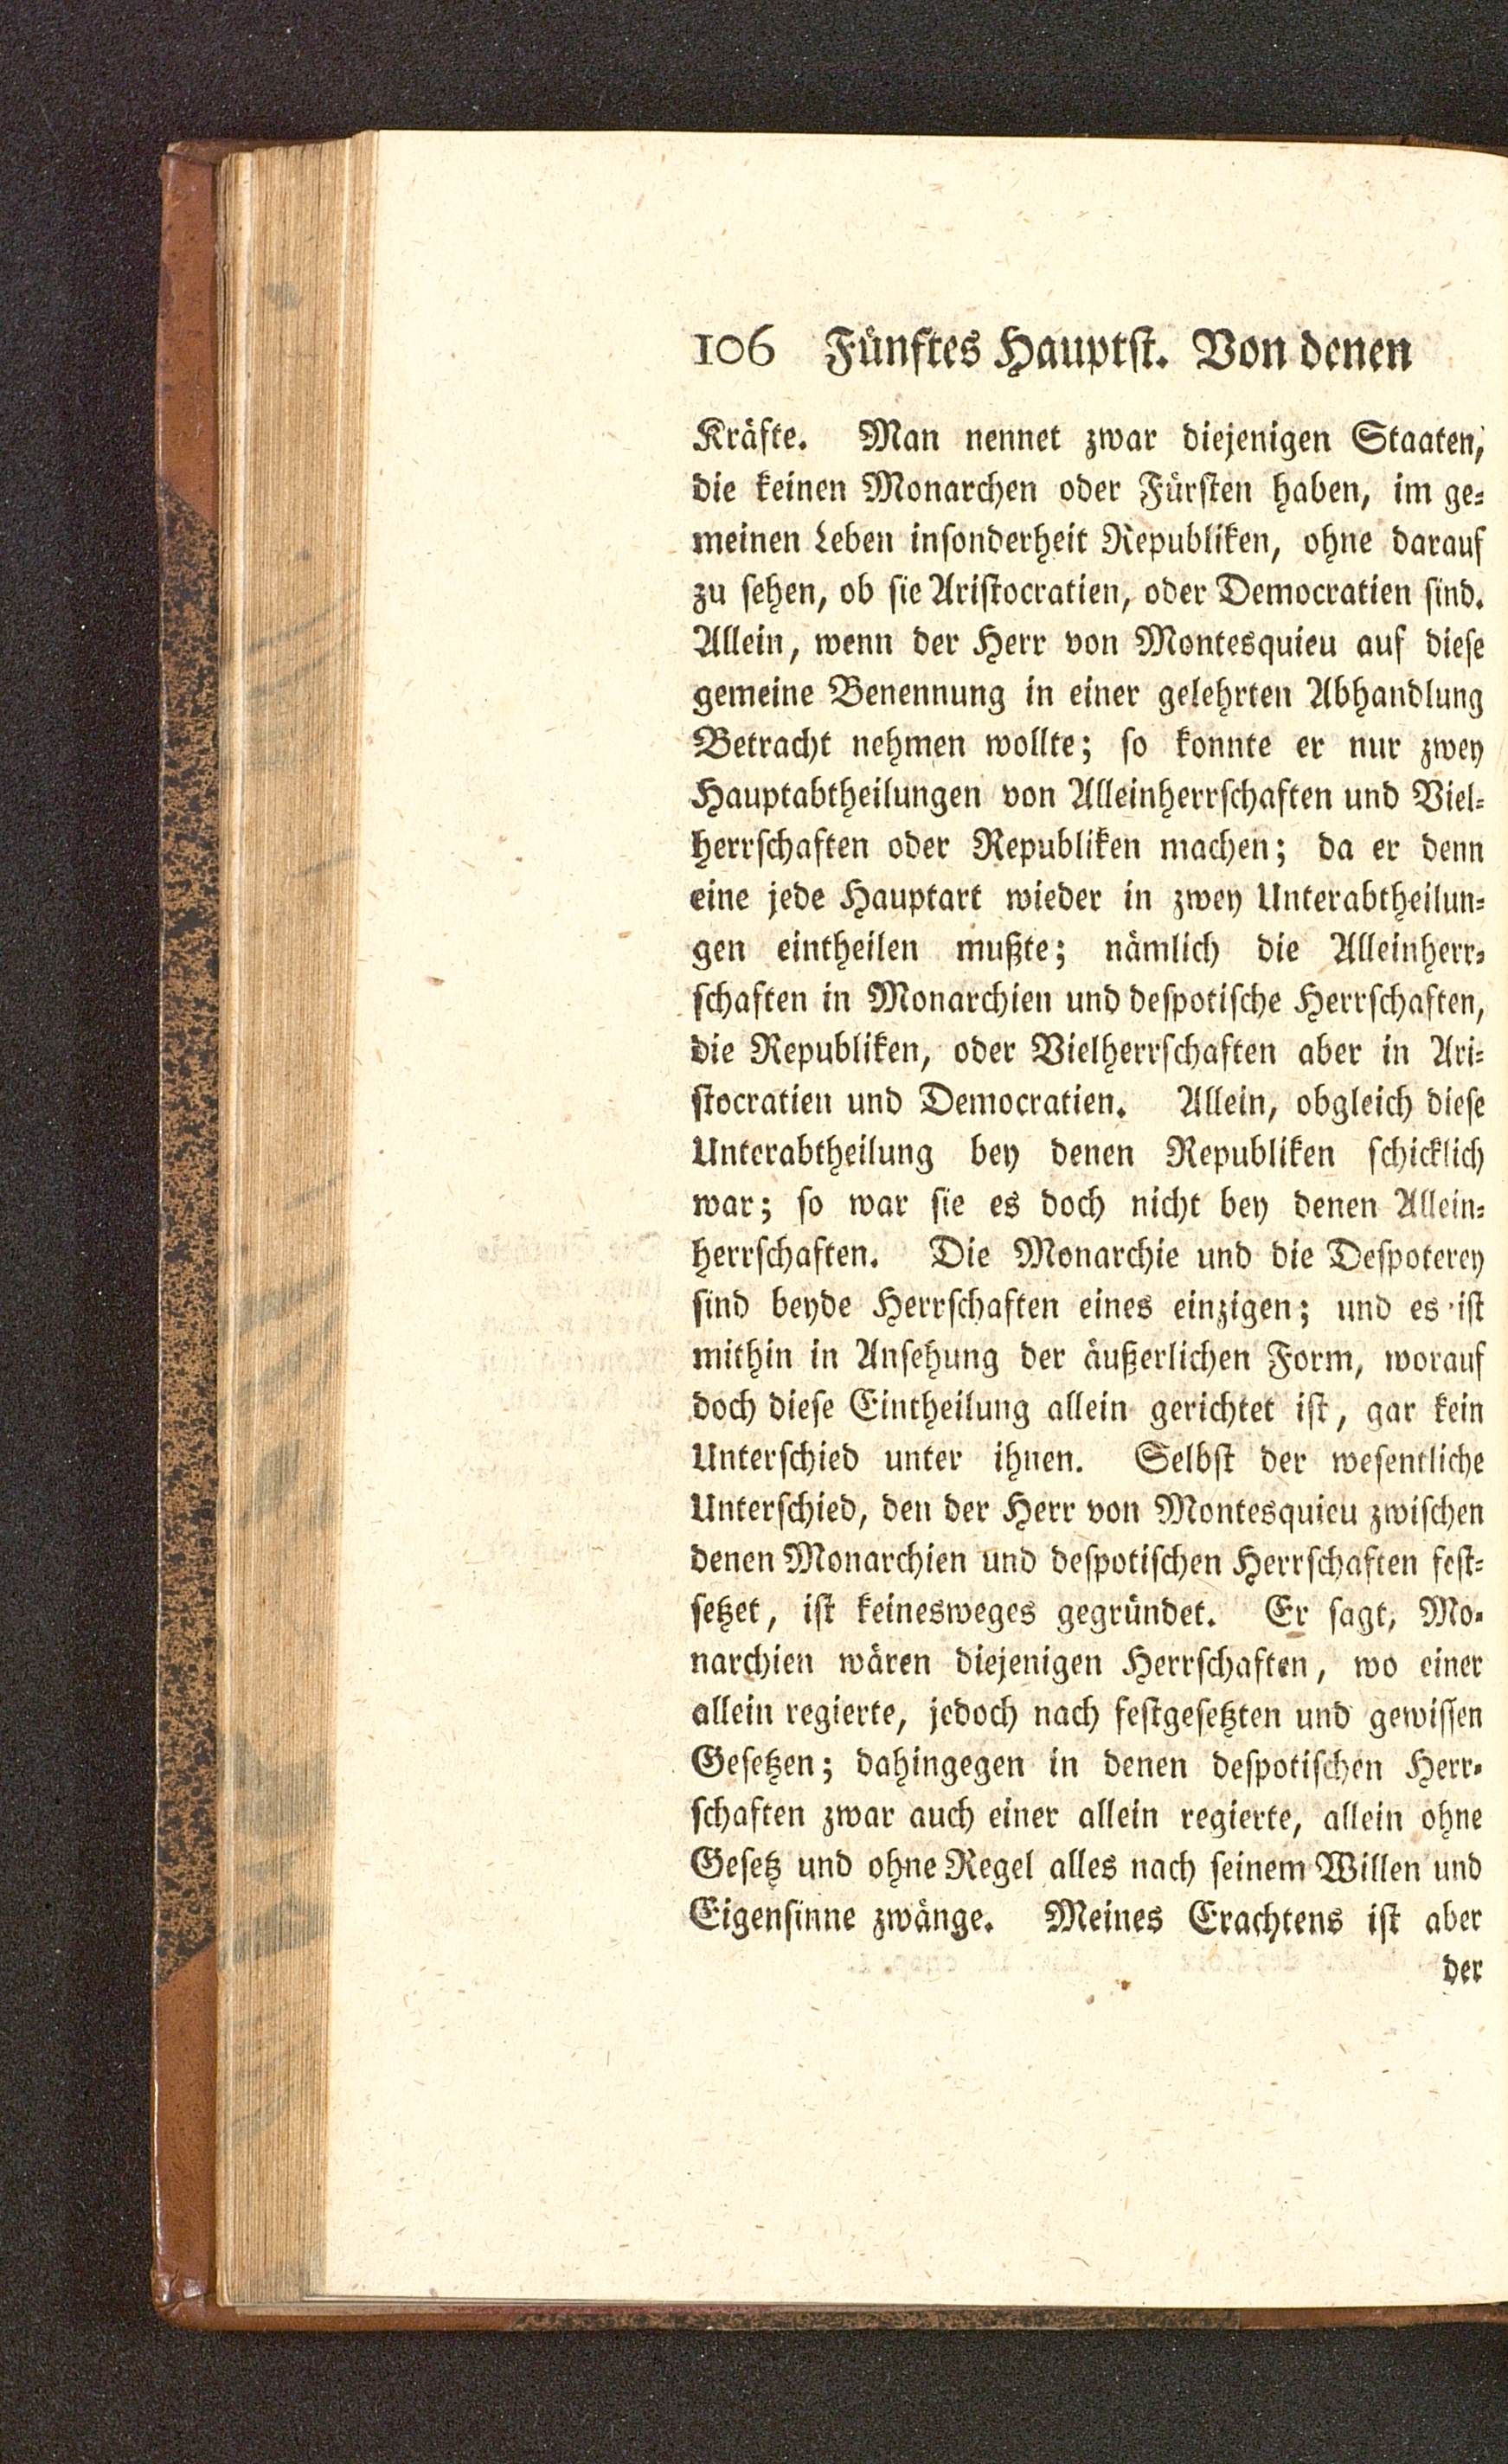 106 Fünftes Hauptst. Von denen
Kräfte. Man nennet zwar diejenigen Staaten,
die keinen Monarchen oder Fürsten haben, im ge-
meinen Leben insonderheit Republiken, ohne darauf
zu sehen, ob sie Aristocratien, oder Democratien sind.
Allein, wenn der Herr von Montesquieu auf diese
gemeine Benennung in einer gelehrten Abhandlung
Betracht nehmen wollte; so konnte er nur zwey
Hauptabtheilungen von Alleinherrschaften und Viel-
herrschaften oder Republiken machen; da er denn
eine jede Hauptart wieder in zwey Unterabtheilun-
gen eintheilen mußte; nämlich die Alleinherr-
schaften in Monarchien und despotische Herrschaften,
die Republiken, oder Vielherrschaften aber in Ari-
stocratien und Democratien. Allein, obgleich diese
Unterabtheilung bey denen Republiken schicklich
war; so war sie es doch nicht bey denen Allein-
herrschaften. Die Monarchie und die Despoterey
sind beyde Herrschaften eines einzigen; und es ist
mithin in Ansehung der äußerlichen Form, worauf
doch diese Eintheilung allein gerichtet ist, gar kein
Unterschied unter ihnen. Selbst der wesentliche
Unterschied, den der Herr von Montesquieu zwischen
denen Monarchien und despotischen Herrschaften fest-
setzet, ist keinesweges gegründet. Er sagt, Mo-
narchien wären diejenigen Herrschaften, wo einer
allein regierte, jedoch nach festgesetzten und gewissen
Gesetzen; dahingegen in denen despotischen Herr-
schaften zwar auch einer allein regierte, allein ohne
Gesetz und ohne Regel alles nach seinem Willen und
Eigensinne zwänge. Meines Erachtens ist aber
der